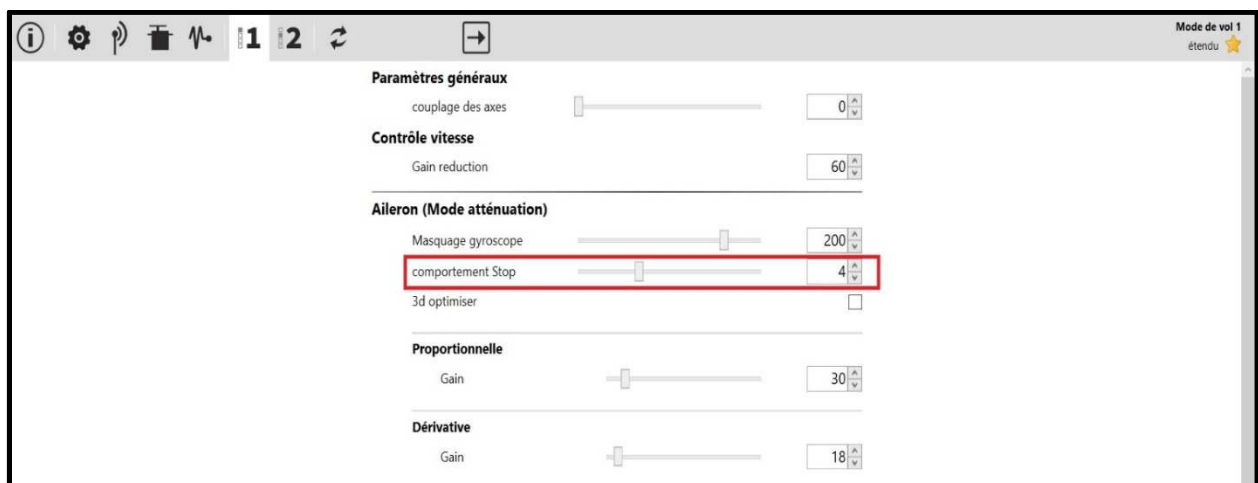 1 2
Mode de vol 1
étendu
Paramètres généraux
couplage des axes 0
Contrôle vitesse
Gain reduction 60
Aileron (Mode atténuation)
Masquage gyroscope 200
comportement Stop 4
3d optimiser
Proportionnelle
Gain 30
Dérivative
Gain 18